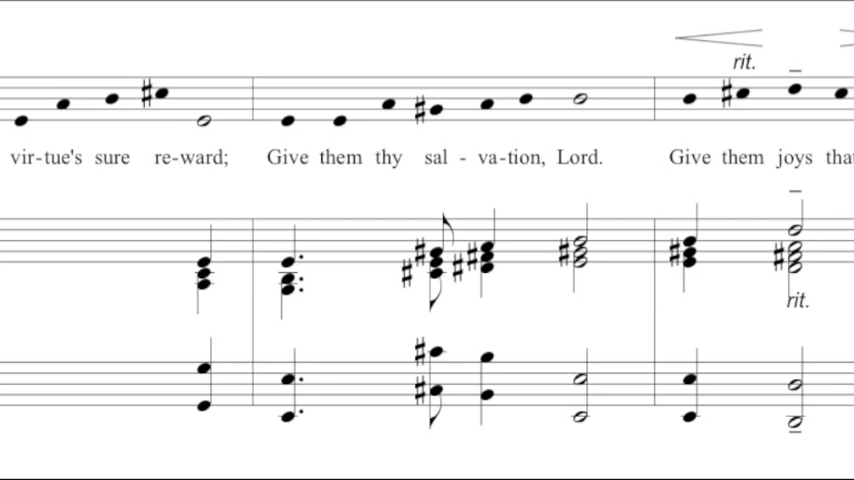 rit.
vir-tue's sure re-ward; Give them thy sal - va-tion, Lord. Give them joys that
rit.